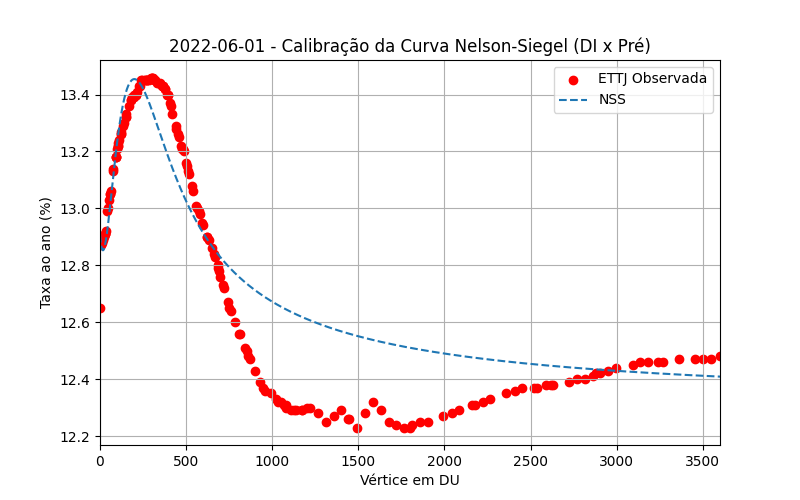 2022-06-01 - Calibração da Curva Nelson-Siegel (DI x Pré)
ETTJ Observada
NSS
Taxa ao ano (%)
13.4
13.2
13.0
12.8
12.6
12.4
12.2
0 500 1000 1500 2000 2500 3000 3500
Vértice em DU